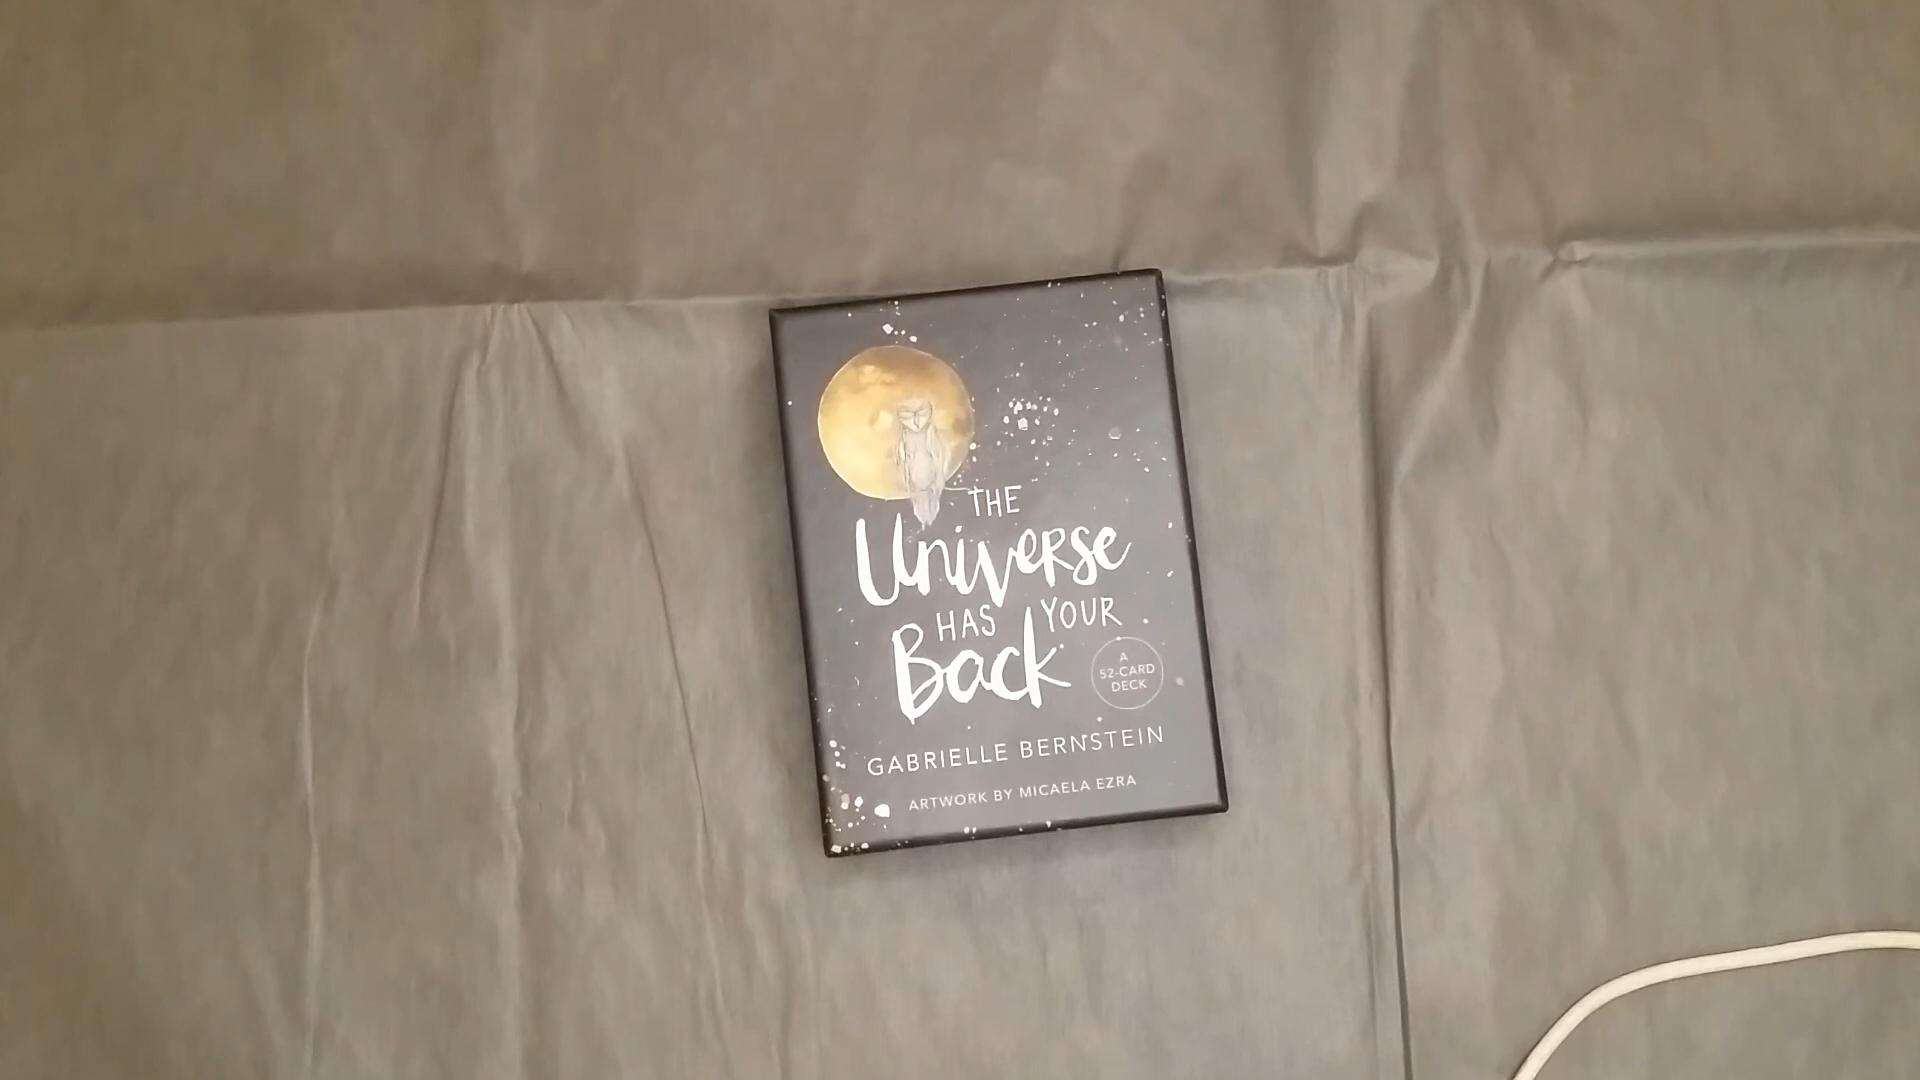 THE
Universe
HAS YOUR
Back
A
52-CARD
DECK
GABRIELLE BERNSTEIN
ARTWORK BY MICAELA EZRA